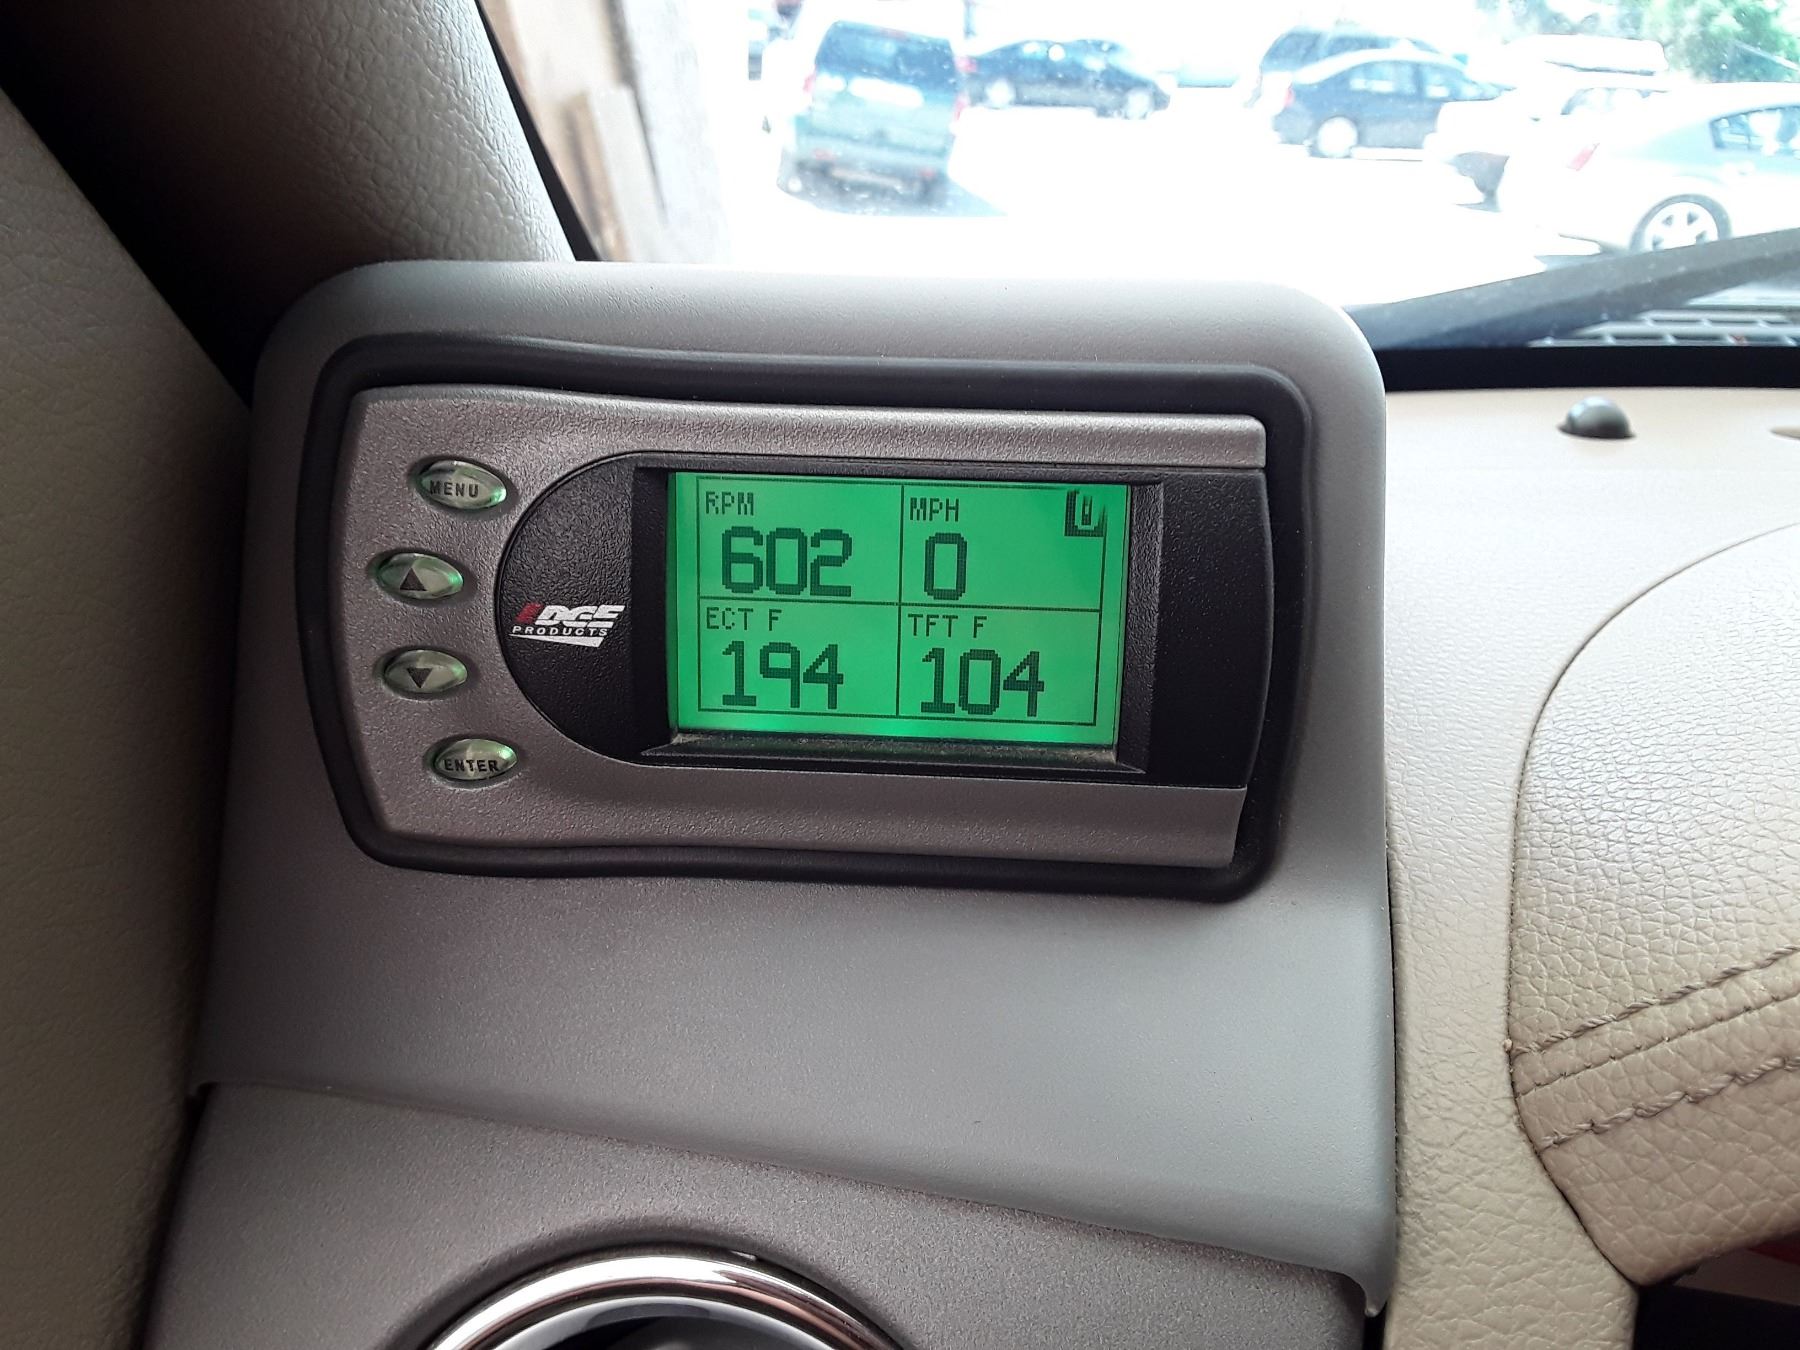 MENU
ENTER
EDGE
PRODUCTS
RPM
602
MPH
0
ECT F
194
TFT F
104